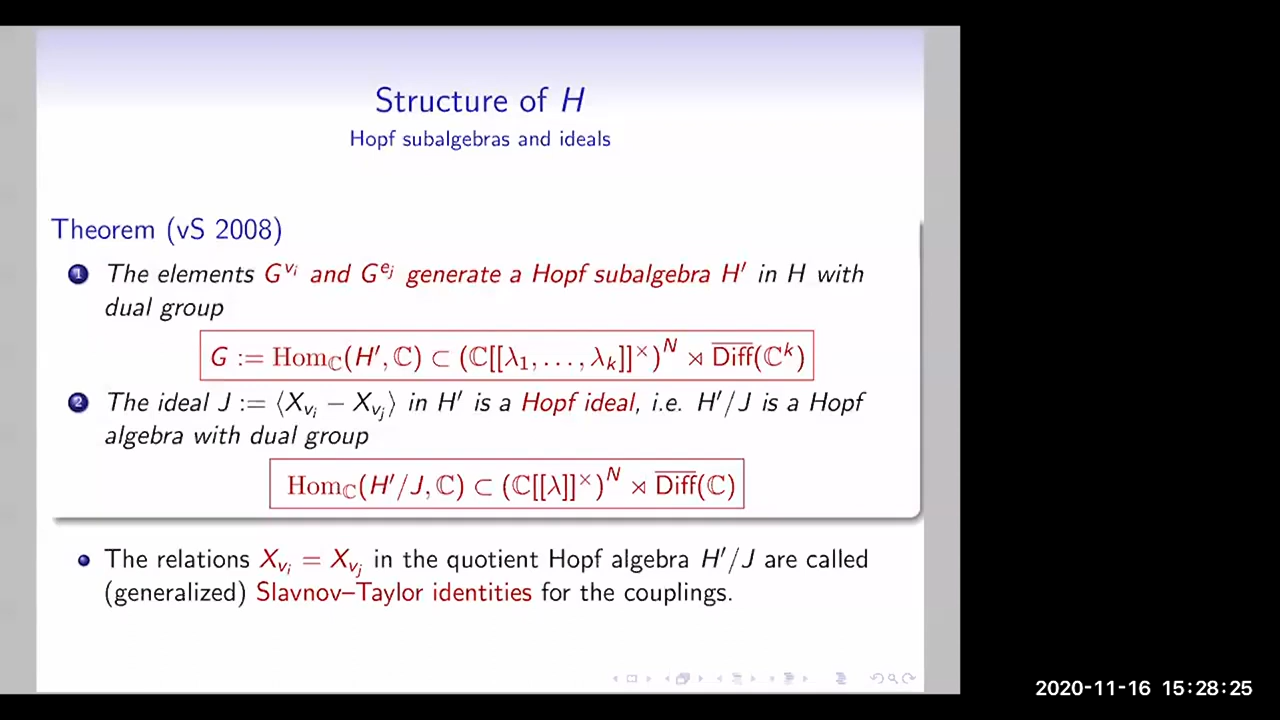 Structure of H
Hopf subalgebras and ideals
Theorem (vS 2008)
1 The elements G^{v_i} and G^{e_j} generate a Hopf subalgebra H′ in H with
dual group
G := Hom_ℂ(H′, ℂ) ⊂ (ℂ[[λ_1, . . . , λ_k]]^×)^N ⋊ \overline{Diff}(ℂ^k)
2 The ideal J := ⟨X_{v_i} − X_{v_j}⟩ in H′ is a Hopf ideal, i.e. H′/J is a Hopf
algebra with dual group
Hom_ℂ(H′/J, ℂ) ⊂ (ℂ[[λ]]^×)^N ⋊ \overline{Diff}(ℂ)
• The relations X_{v_i} = X_{v_j} in the quotient Hopf algebra H′/J are called
(generalized) Slavnov–Taylor identities for the couplings.
2020-11-16 15:28:25